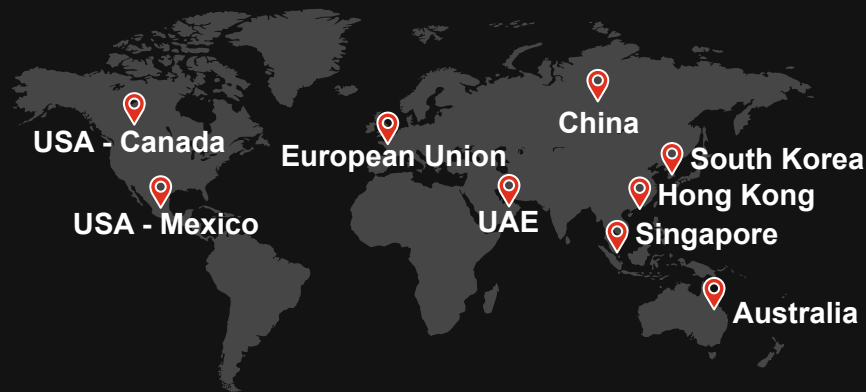 USA - Canada
European Union
China
South Korea
USA - Mexico
UAE
Hong Kong
Singapore
Australia